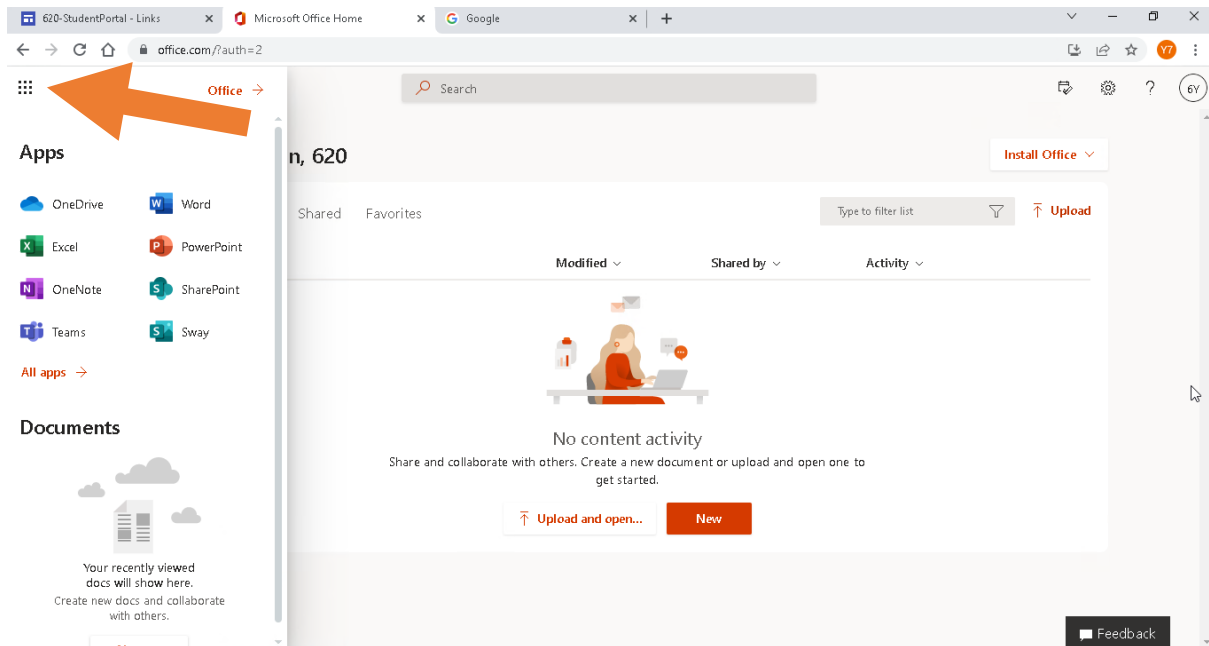 620-StudentPortal - Links
Microsoft Office Home
Google
office.com/?auth=2
Y7
Office
Search
6Y
Apps
n, 620
Install Office
OneDrive
Word
Shared
Favorites
Type to filter list
Upload
Excel
PowerPoint
Modified
Shared by
Activity
OneNote
SharePoint
Teams
Sway
All apps
Documents
No content activity
Share and collaborate with others. Create a new document or upload and open one to
get started.
Upload and open...
New
Your recently viewed
docs will show here.
Create new docs and collaborate
with others.
Feedback